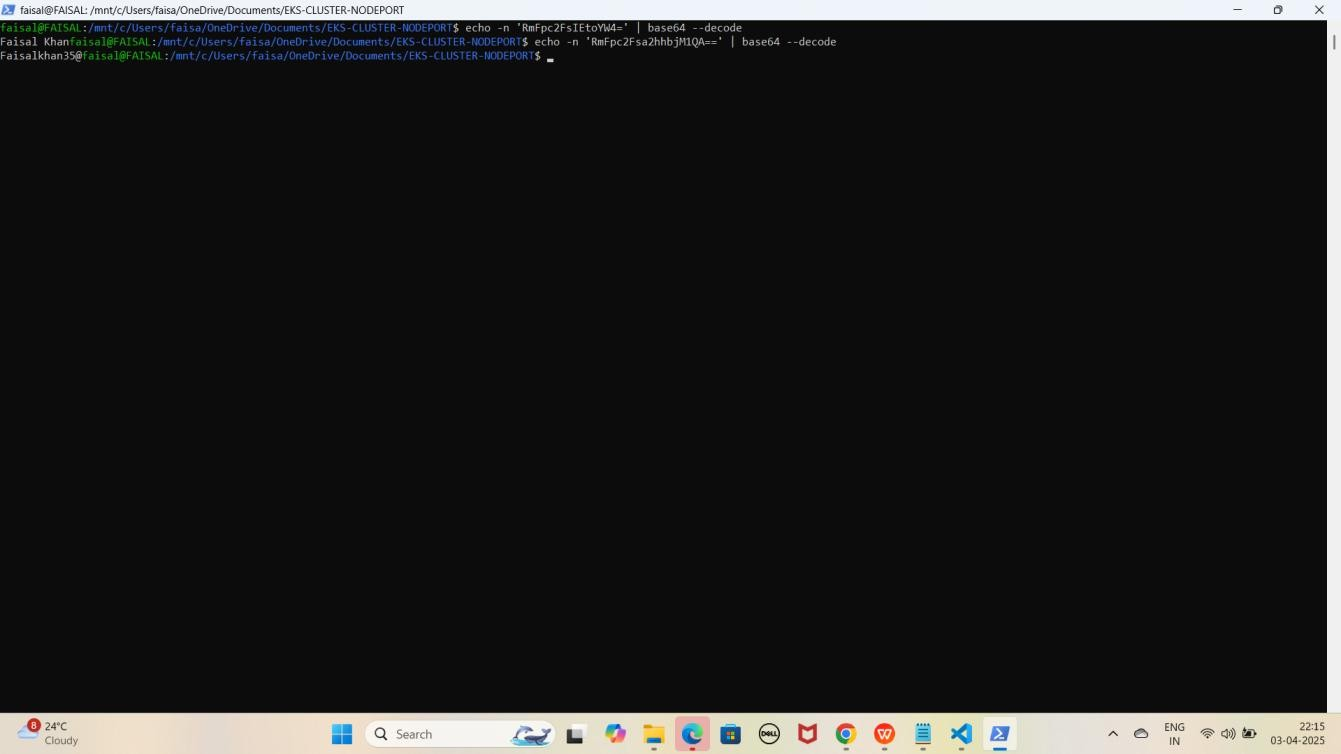 faisal@FAISAL: /mnt/c/Users/faisa/OneDrive/Documents/EKS-CLUSTER-NODEPORT
faisal@FAISAL:/mnt/c/Users/faisa/OneDrive/Documents/EKS-CLUSTER-NODEPORT$ echo -n 'RmFpc2FsIEtoYW4=' | base64 --decode
Faisal Khanfaisal@FAISAL:/mnt/c/Users/faisa/OneDrive/Documents/EKS-CLUSTER-NODEPORT$ echo -n 'RmFpc2Fsa2hhbjM1QA==' | base64 --decode
Faisalkhan35@faisal@FAISAL:/mnt/c/Users/faisa/OneDrive/Documents/EKS-CLUSTER-NODEPORT$
8
24°C
Cloudy
Search
DELL
W
ENG
IN
22:15
03-04-2025